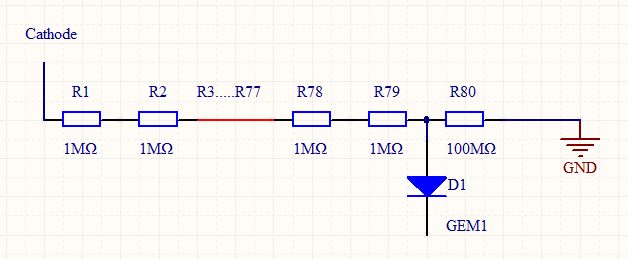 Cathode
R1 R2 R3.....R77 R78 R79 R80
1MΩ 1MΩ 1MΩ 1MΩ 100MΩ
GND
D1
GEM1